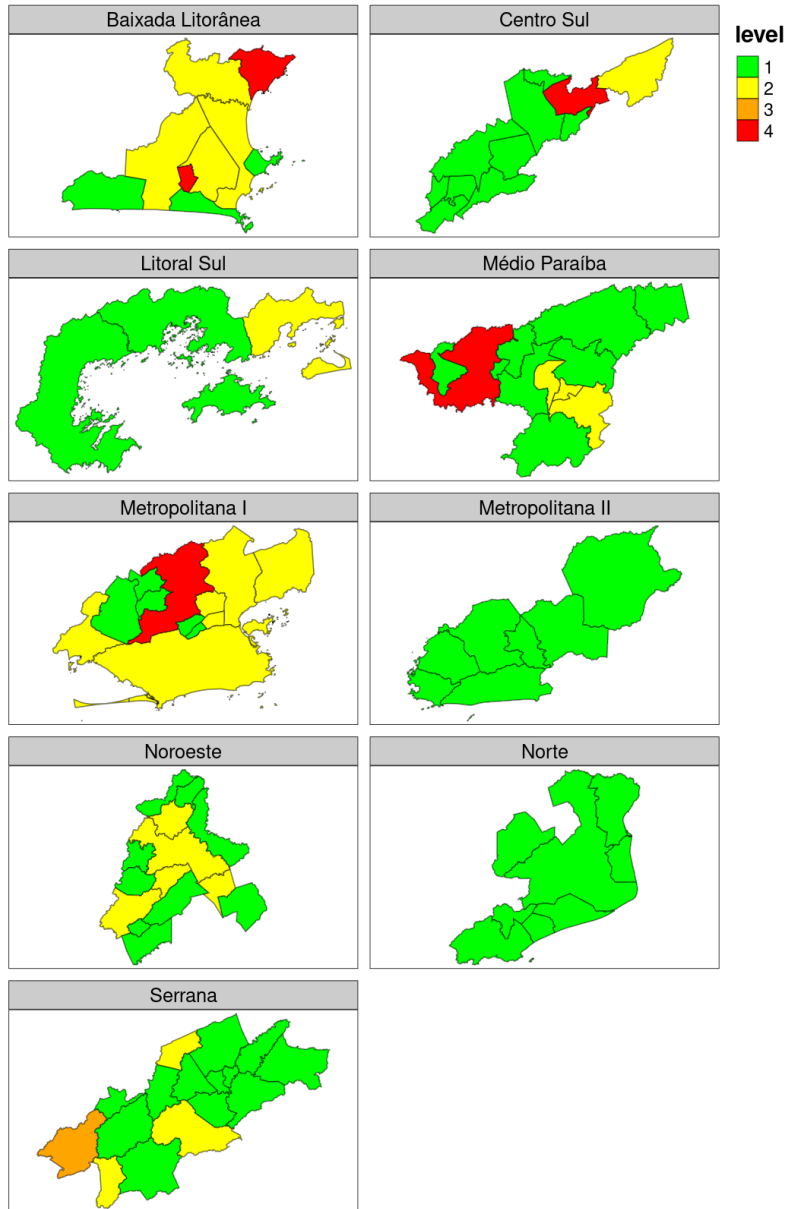 Baixada Litorânea
Centro Sul
level
1
2
3
4
Litoral Sul
Médio Paraíba
Metropolitana I
Metropolitana II
Noroeste
Norte
Serrana